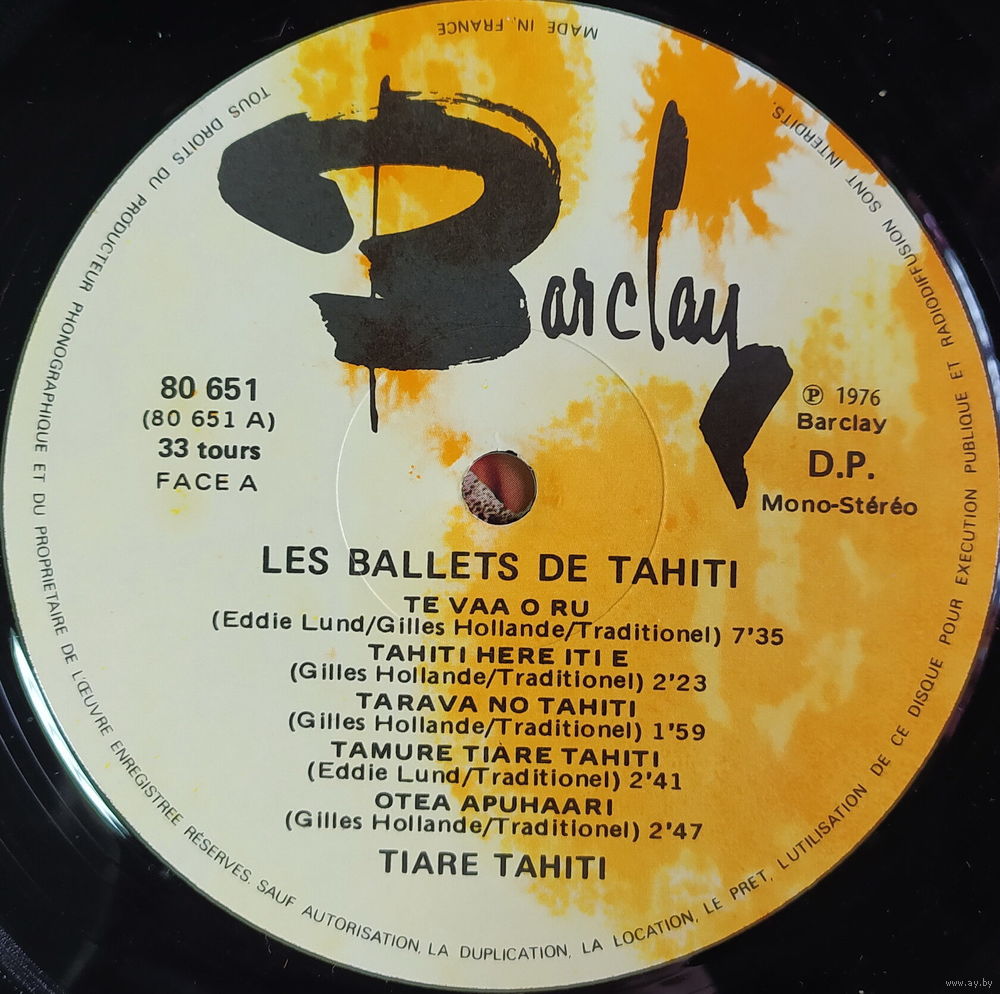 MADE IN FRANCE
Barclay
80 651
(80 651 A)
33 tours
FACE A
Ⓟ 1976
Barclay
D.P.
Mono-Stéréo
LES BALLETS DE TAHITI
TE VAA O RU
(Eddie Lund/Gilles Hollande/Traditionel) 7'35
TAHITI HERE ITI E
(Gilles Hollande/Traditionel) 2'23
TARAVA NO TAHITI
(Gilles Hollande/Traditionel) 1'59
TAMURE TIARE TAHITI
(Eddie Lund/Traditionel) 2'41
OTEA APUHAARI
(Gilles Hollande/Traditionel) 2'47
TIARE TAHITI
TOUS DROITS DU PRODUCTEUR PHONOGRAPHIQUE ET DU PROPRIETAIRE DE L'ŒUVRE ENREGISTREE RÉSERVES. SAUF AUTORISATION, LA DUPLICATION, LA LOCATION, LE PRET, L'UTILISATION DE CE DISQUE POUR EXECUTION PUBLIQUE ET RADIODIFFUSION SONT INTERDITS.
www.ay.by